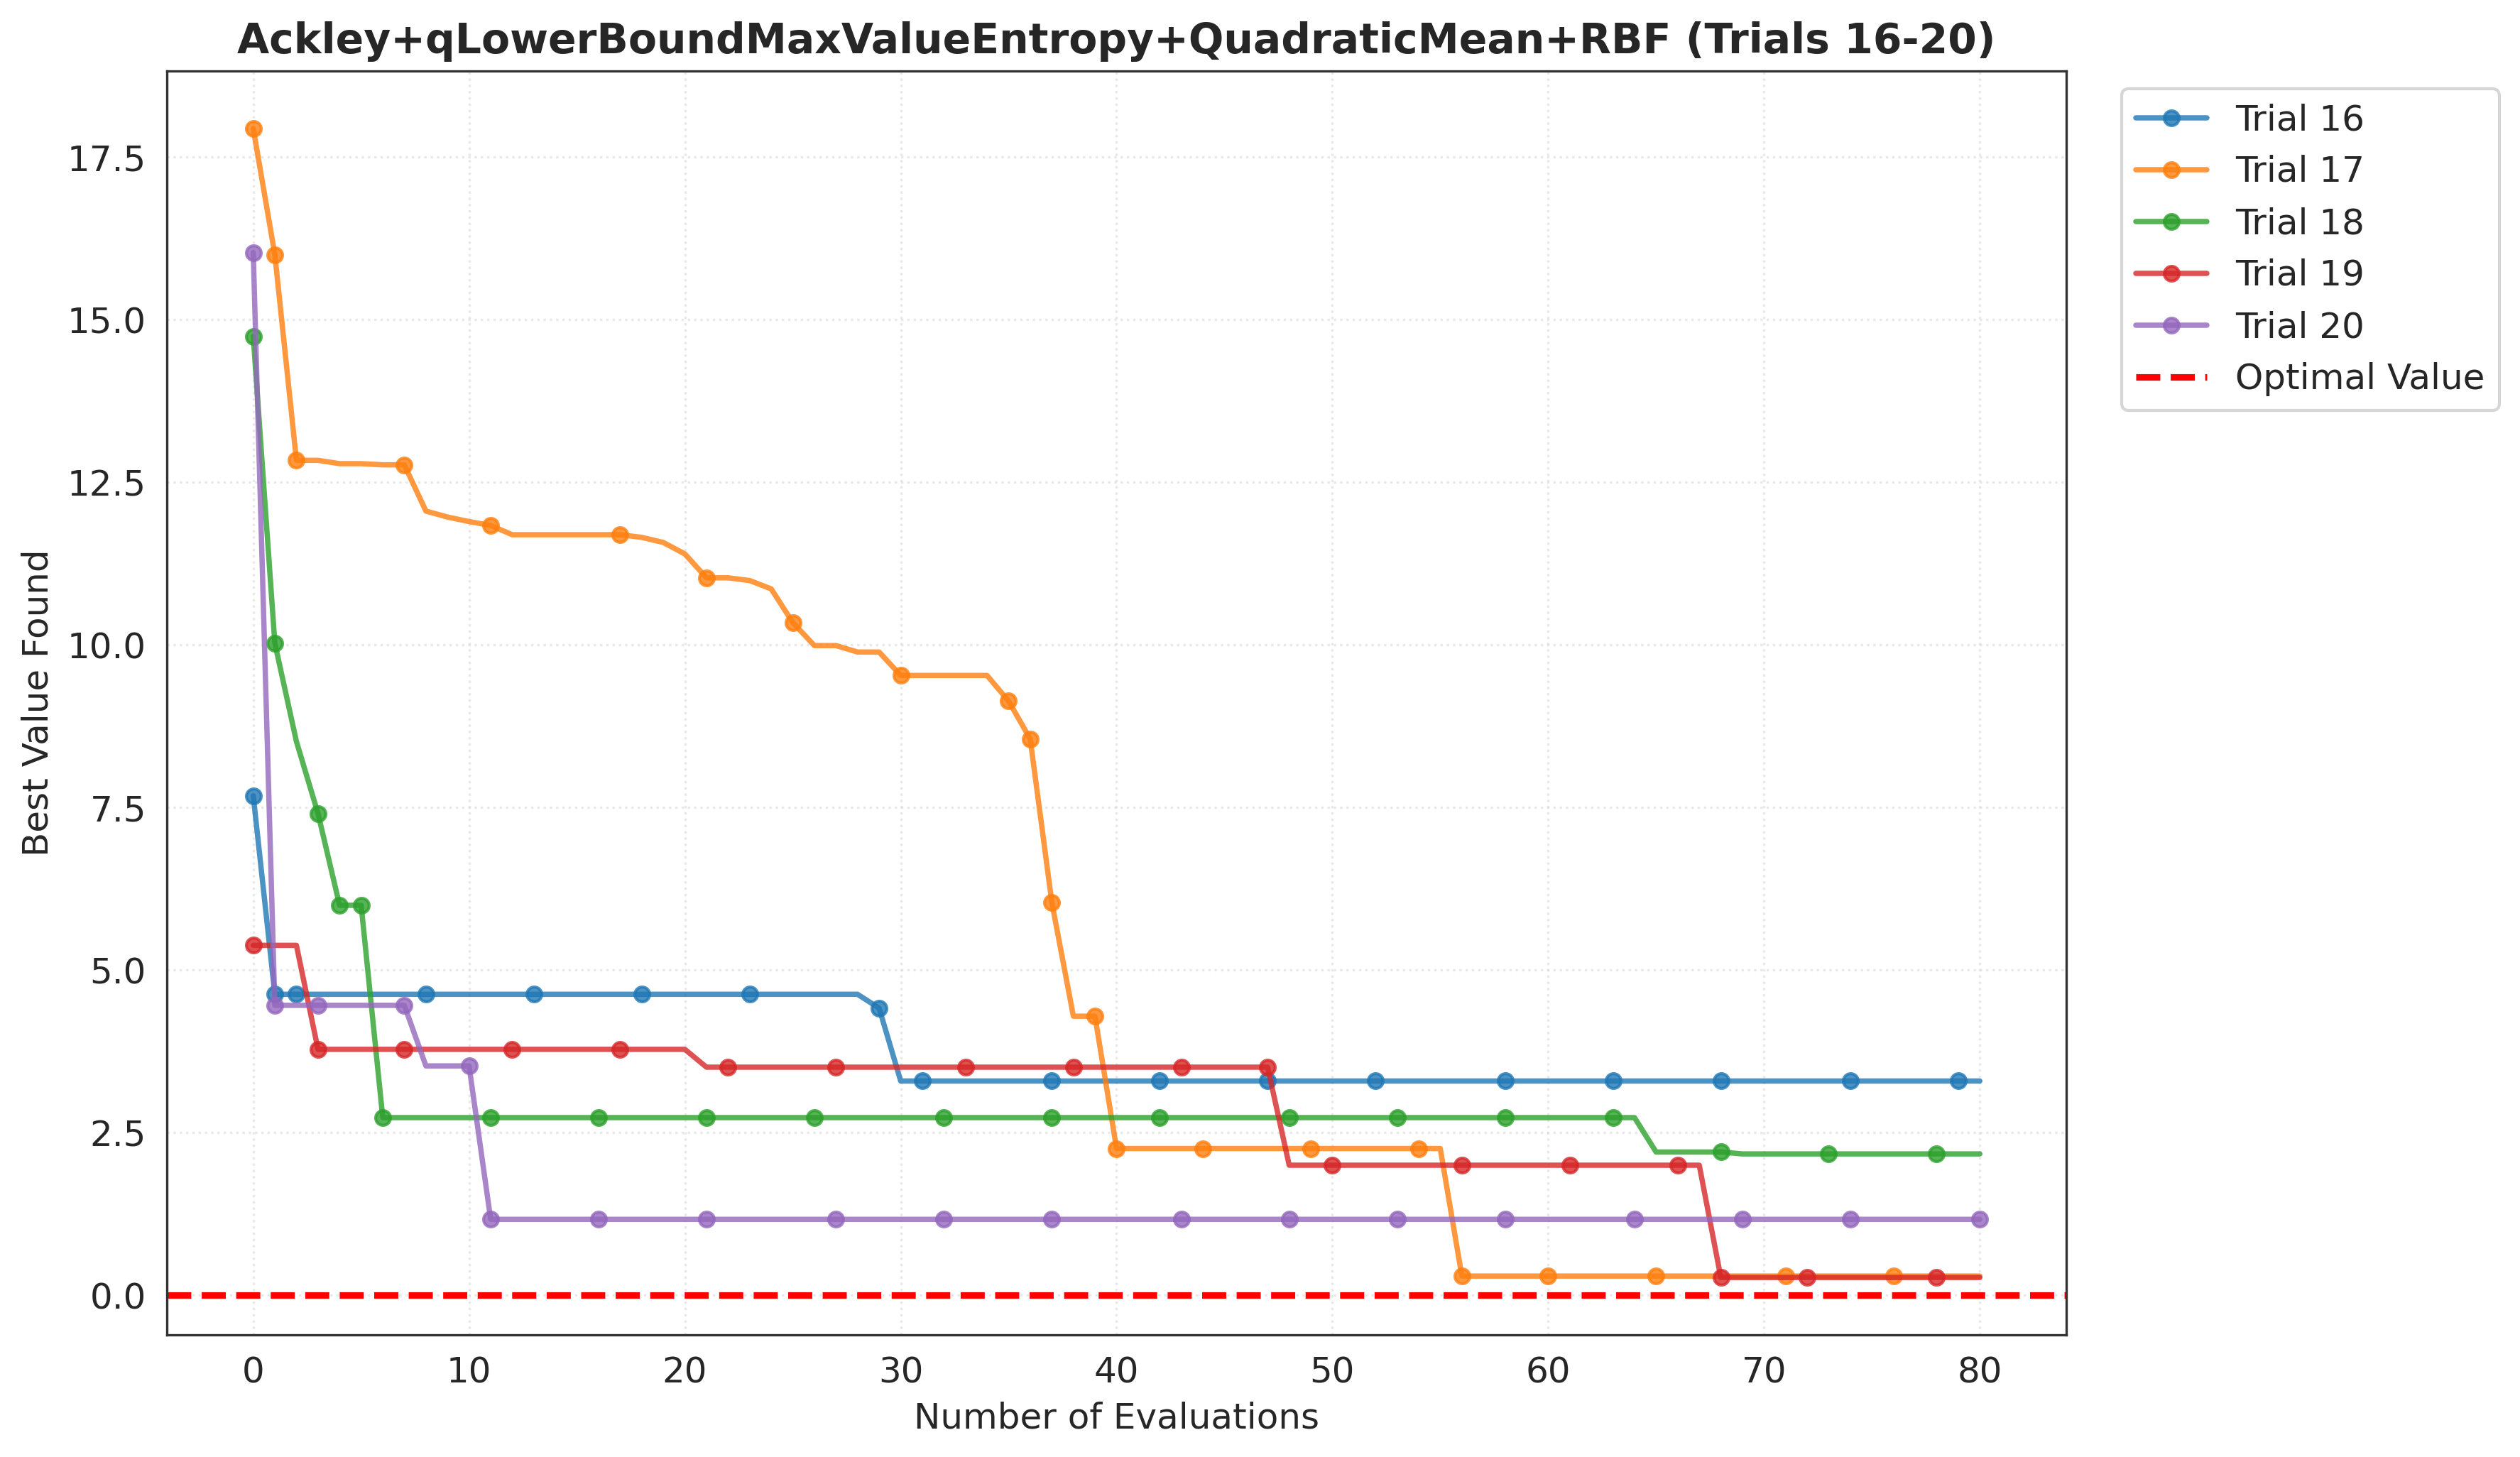 Ackley+qLowerBoundMaxValueEntropy+QuadraticMean+RBF (Trials 16-20)
Best Value Found
17.5
15.0
12.5
10.0
7.5
5.0
2.5
0.0
0 10 20 30 40 50 60 70 80
Number of Evaluations
Trial 16
Trial 17
Trial 18
Trial 19
Trial 20
Optimal Value